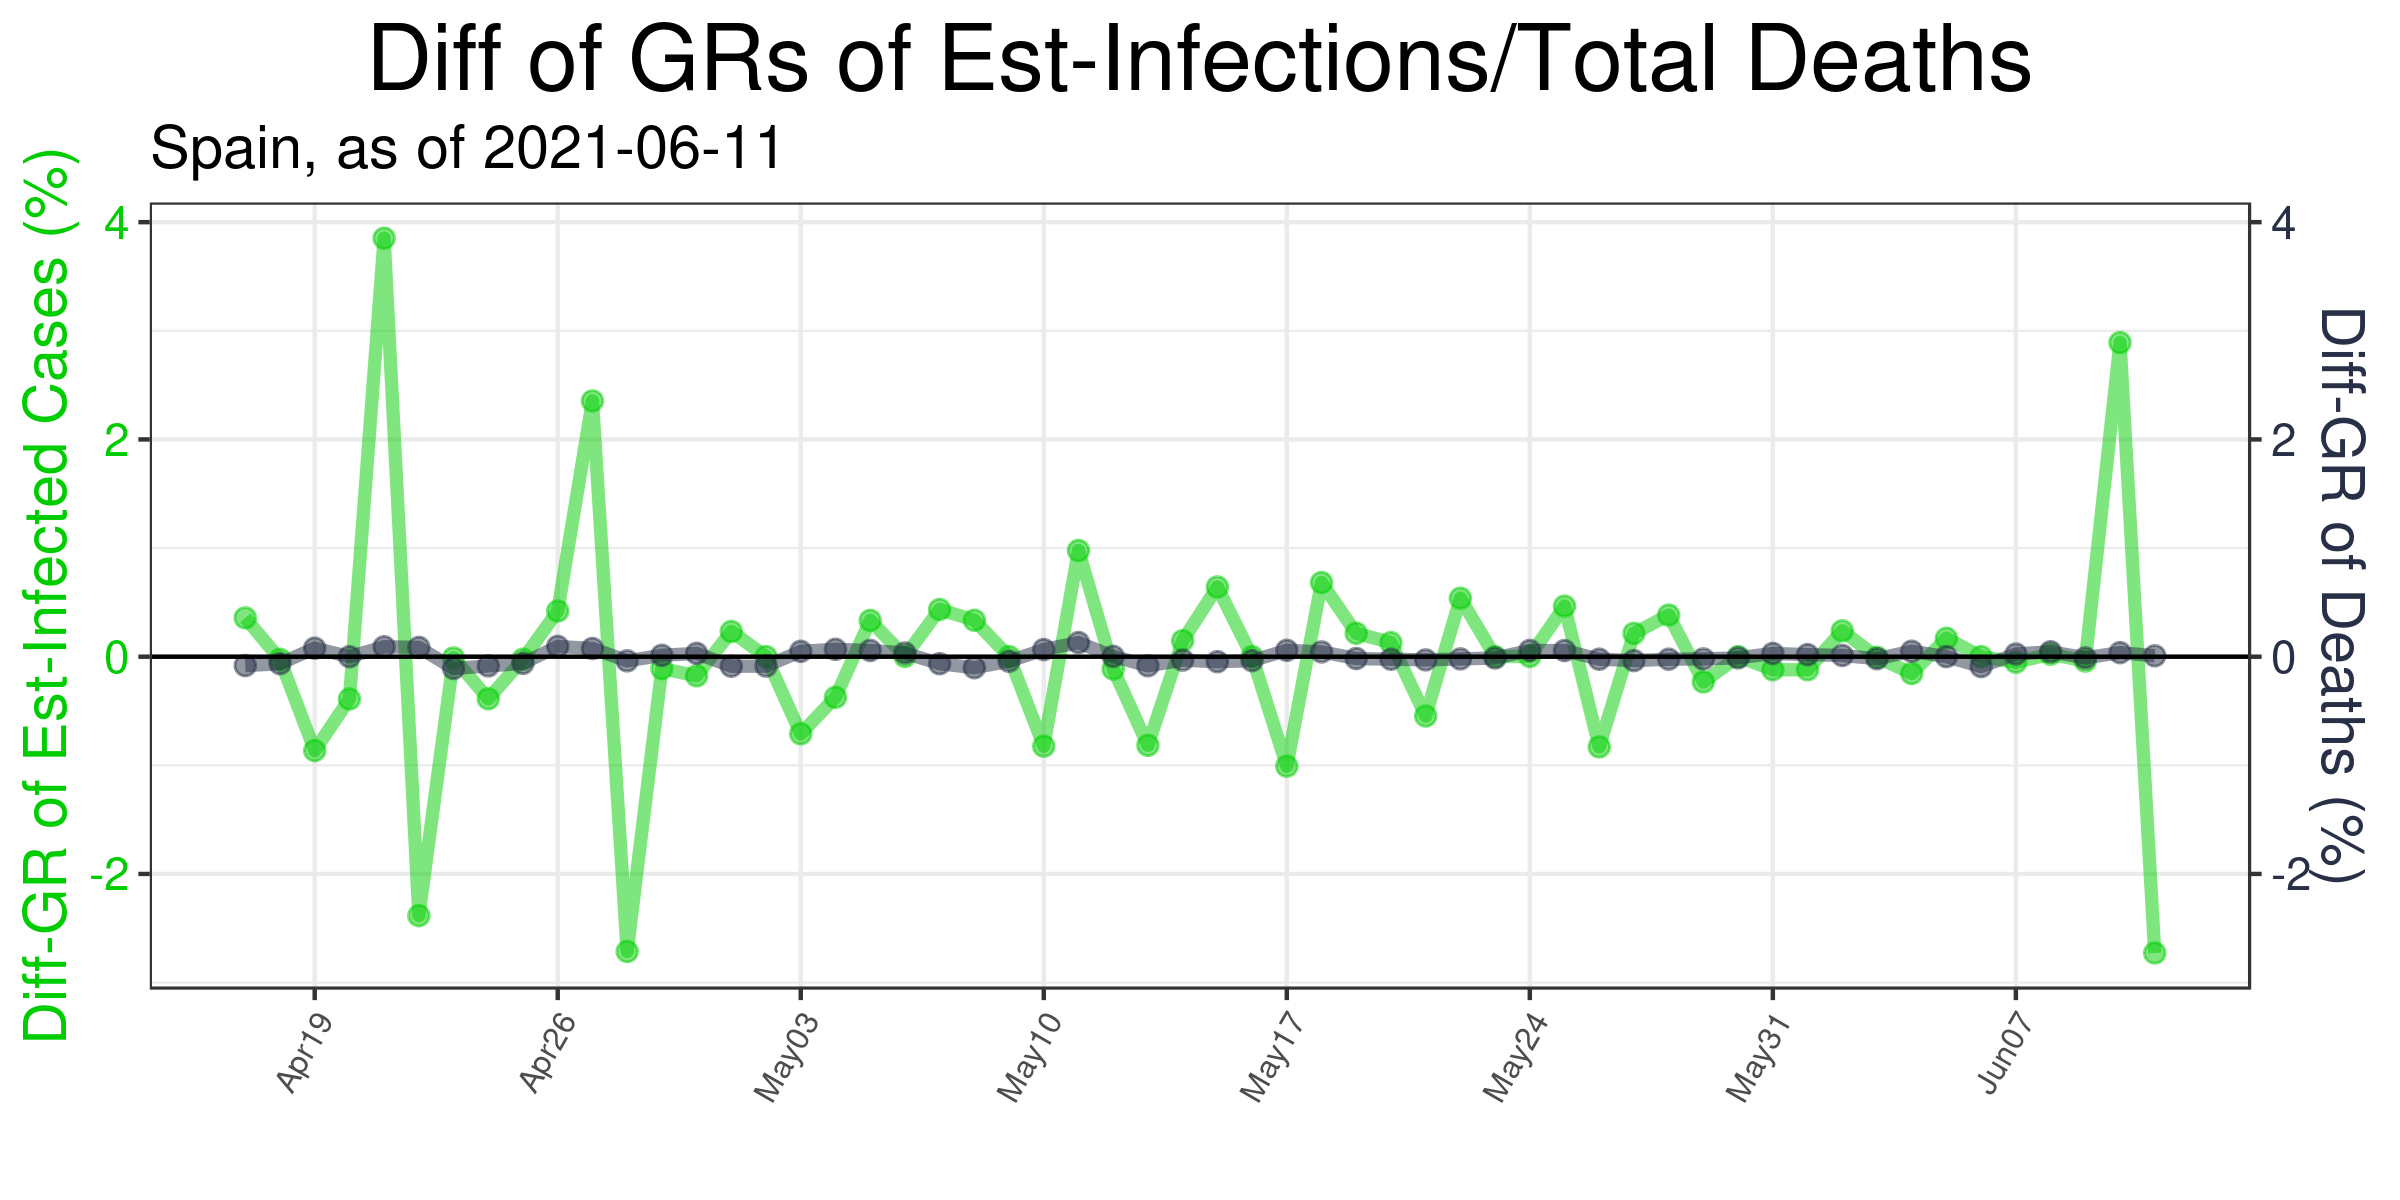 Diff of GRs of Est-Infections/Total Deaths
Spain, as of 2021-06-11
Diff-GR of Est-Infected Cases (%)
4
2
0
-2
4
2
0
-2
Diff-GR of Deaths (%)
Apr19
Apr26
May03
May10
May17
May24
May31
Jun07